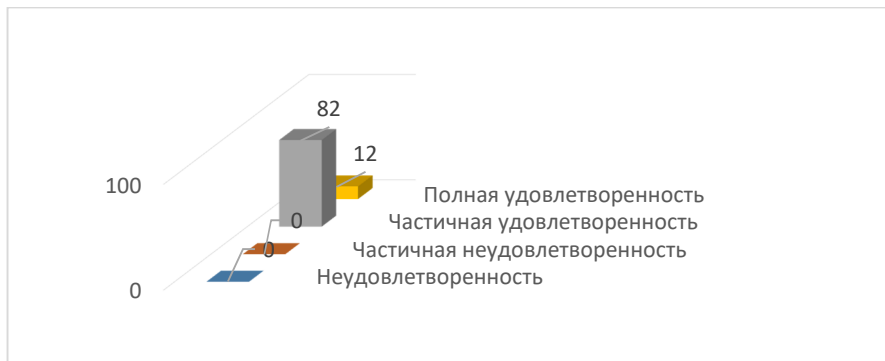 82
12
100
Полная удовлетворенность
0
Частичная удовлетворенность
0
Частичная неудовлетворенность
0
Неудовлетворенность